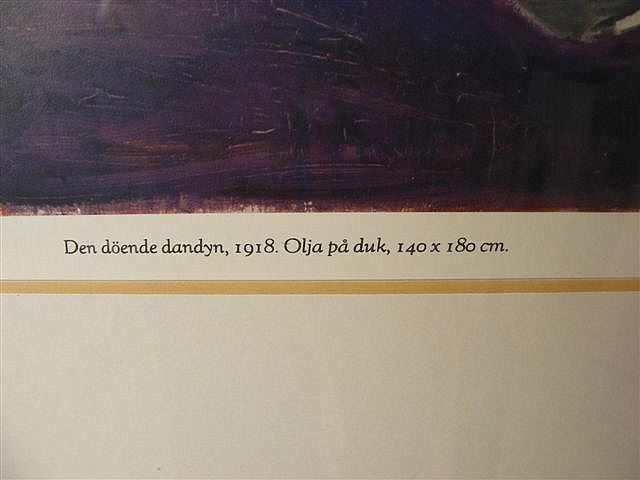 Den döende dandyn, 1918. Olja på duk, 140 x 180 cm.